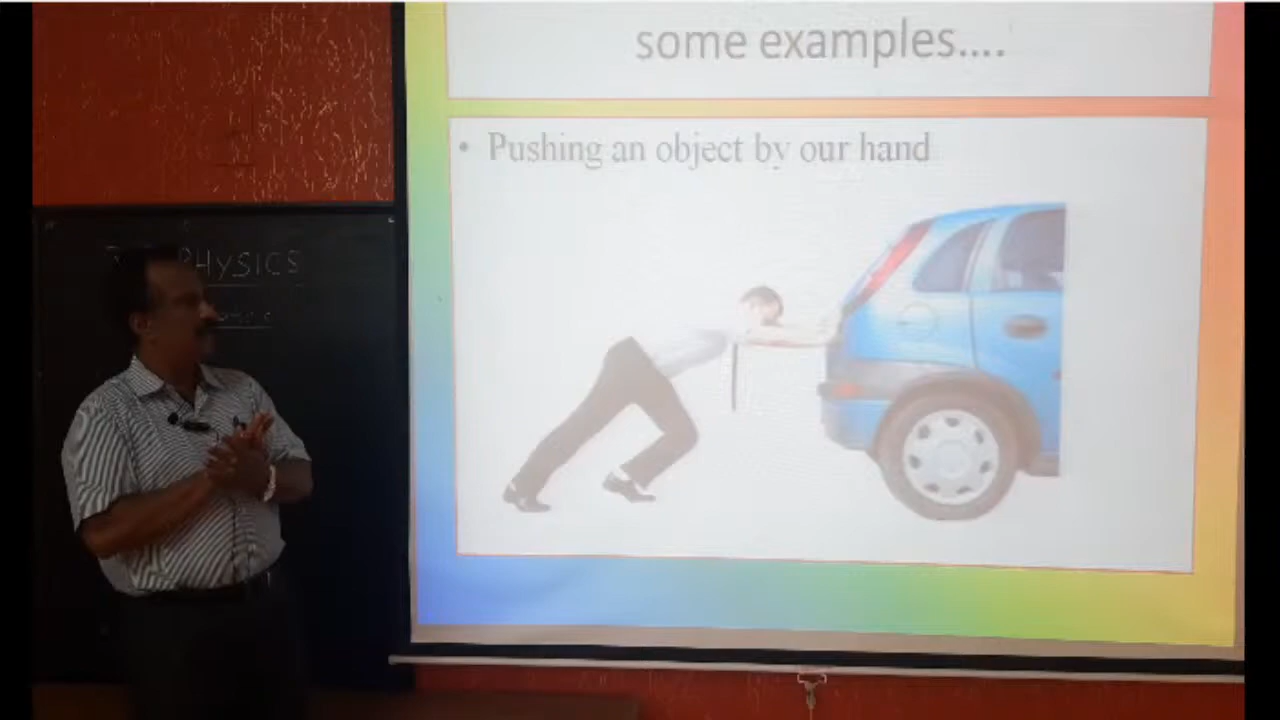 some examples....
• Pushing an object by our hand
PHYSICS